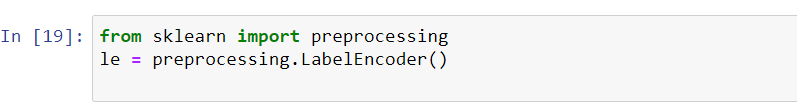 In [19]: from sklearn import preprocessing
le = preprocessing.LabelEncoder()